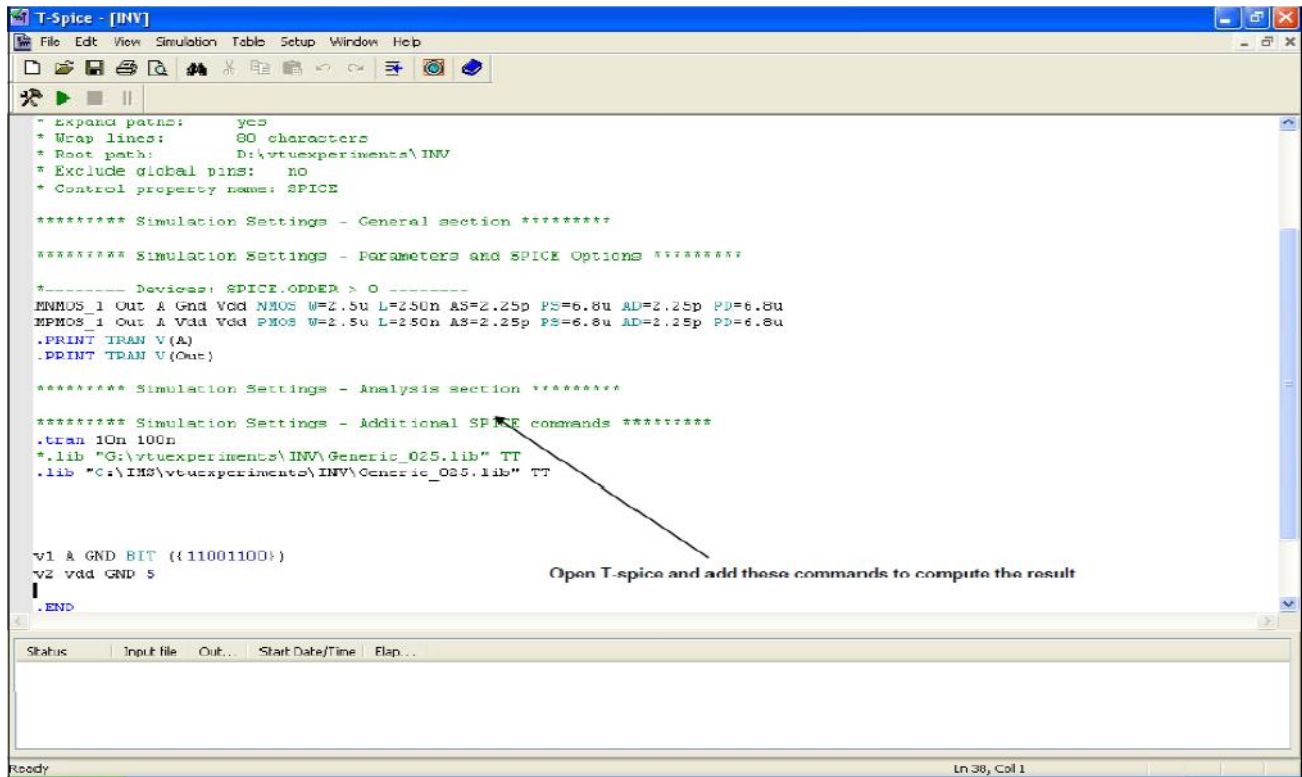 T-Spice - [INV]
File Edit View Simulation Table Setup Window Help
* Expand paths: yes
* Wrap lines: 80 characters
* Root path: D:\vtuexperiments\INV
* Exclude global pins: no
* Control property name: SPICE
********* Simulation Settings - General section *********
********* Simulation Settings - Parameters and SPICE Options *********
*-------- Devices: SPICE.ORDER > 0 --------
MNMOS_1 Out A Gnd Vdd NMOS W=2.5u L=250n AS=2.25p PS=6.8u AD=2.25p PD=6.8u
MPMOS_1 Out A Vdd Vdd PMOS W=2.5u L=250n AS=2.25p PS=6.8u AD=2.25p PD=6.8u
.PRINT TRAN V(A)
.PRINT TRAN V(Out)
********* Simulation Settings - Analysis section *********
********* Simulation Settings - Additional SPICE commands *********
.tran 10n 100n
*.lib "G:\vtuexperiments\INV\Generic_025.lib" TT
.lib "C:\IMS\vtuexperiments\INV\Generic_025.lib" TT
v1 A GND BIT ({11001100})
v2 vdd GND 5
Open T-spice and add these commands to compute the result
.END
Status Input file Out... Start Date/Time Elap...
Ready Ln 38, Col 1